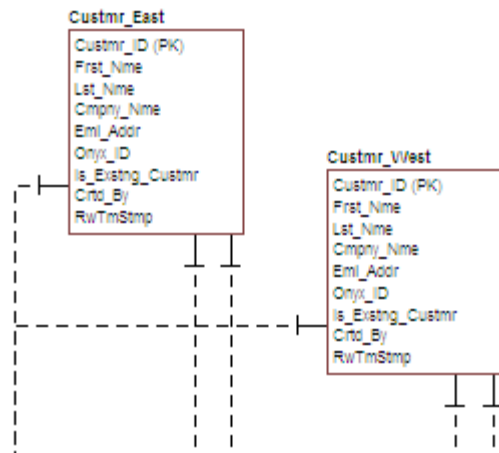 Custmr_East
Custmr_ID (PK)
Frst_Nme
Lst_Nme
Cmpny_Nme
Eml_Addr
Onyx_ID
Is_Exstng_Custmr
Crtd_By
RwTmStmp
Custmr_West
Custmr_ID (PK)
Frst_Nme
Lst_Nme
Cmpny_Nme
Eml_Addr
Onyx_ID
Is_Exstng_Custmr
Crtd_By
RwTmStmp